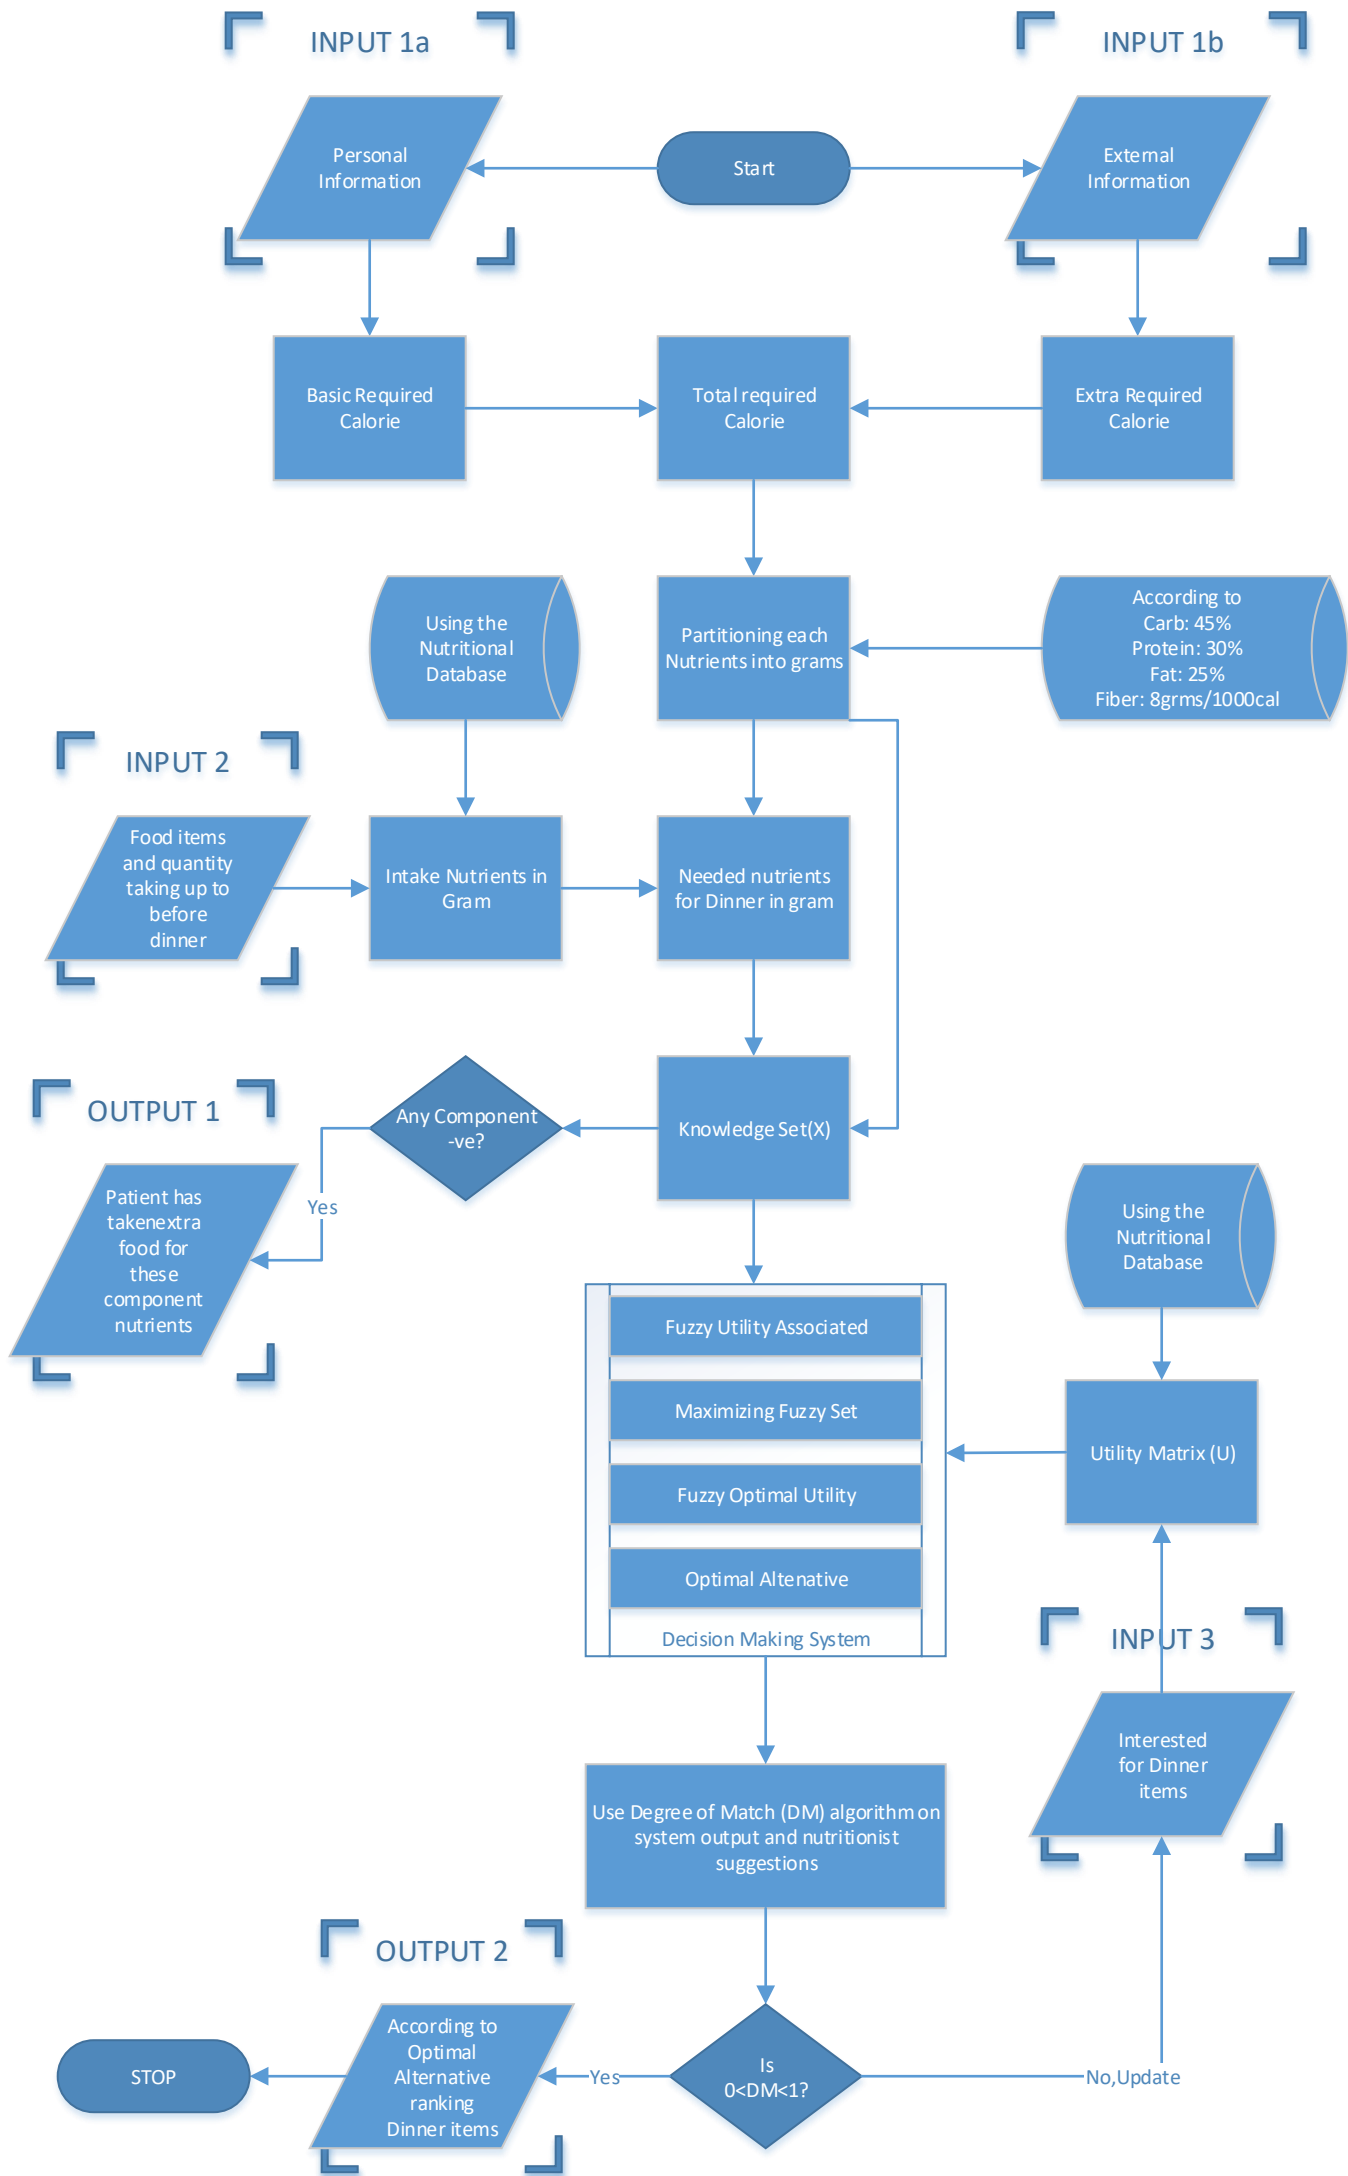 INPUT 1a
INPUT 1b
Personal
Information
Start
External
Information
Basic Required
Calorie
Total required
Calorie
Extra Required
Calorie
Using the
Nutritional
Database
Partitioning each
Nutrients into grams
According to
Carb: 45%
Protein: 30%
Fat: 25%
Fiber: 8grms/1000cal
INPUT 2
Food items
and quantity
taking up to
before
dinner
Intake Nutrients in
Gram
Needed nutrients
for Dinner in gram
OUTPUT 1
Any Component
-ve?
Knowledge Set(X)
Yes
Patient has
takenextra
food for
these
component
nutrients
Using the
Nutritional
Database
Fuzzy Utility Associated
Maximizing Fuzzy Set
Fuzzy Optimal Utility
Optimal Altenative
Decision Making System
Utility Matrix (U)
INPUT 3
Interested
for Dinner
items
Use Degree of Match (DM) algorithm on
system output and nutritionist
suggestions
OUTPUT 2
STOP
According to
Optimal
Alternative
ranking
Dinner items
Yes
Is
0<DM<1?
No,Update